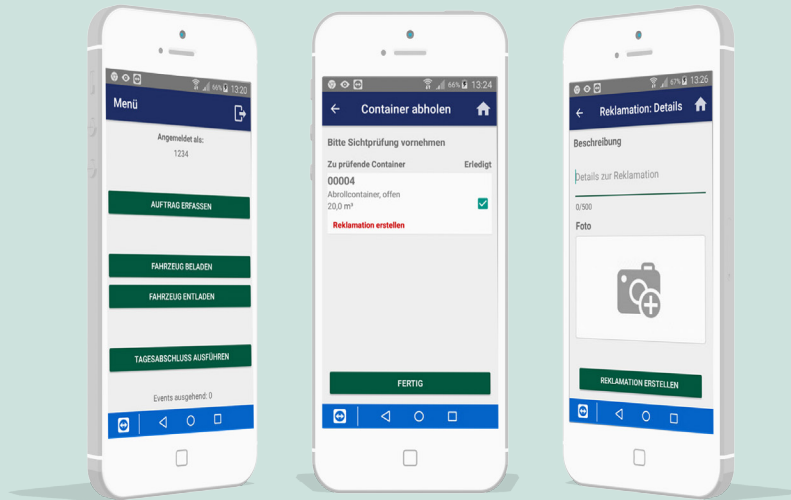 66% 13:20
Menü
Angemeldet als:
1234
AUFTRAG ERFASSEN
FAHRZEUG BELADEN
FAHRZEUG ENTLADEN
TAGESABSCHLUSS AUSFÜHREN
Events ausgehend: 0
66% 13:24
Container abholen
Bitte Sichtprüfung vornehmen
Zu prüfende Container Erledigt
00004
Abrollcontainer, offen
20,0 m³
Reklamation erstellen
FERTIG
67% 13:26
Reklamation: Details
Beschreibung
Details zur Reklamation
0/500
Foto
REKLAMATION ERSTELLEN